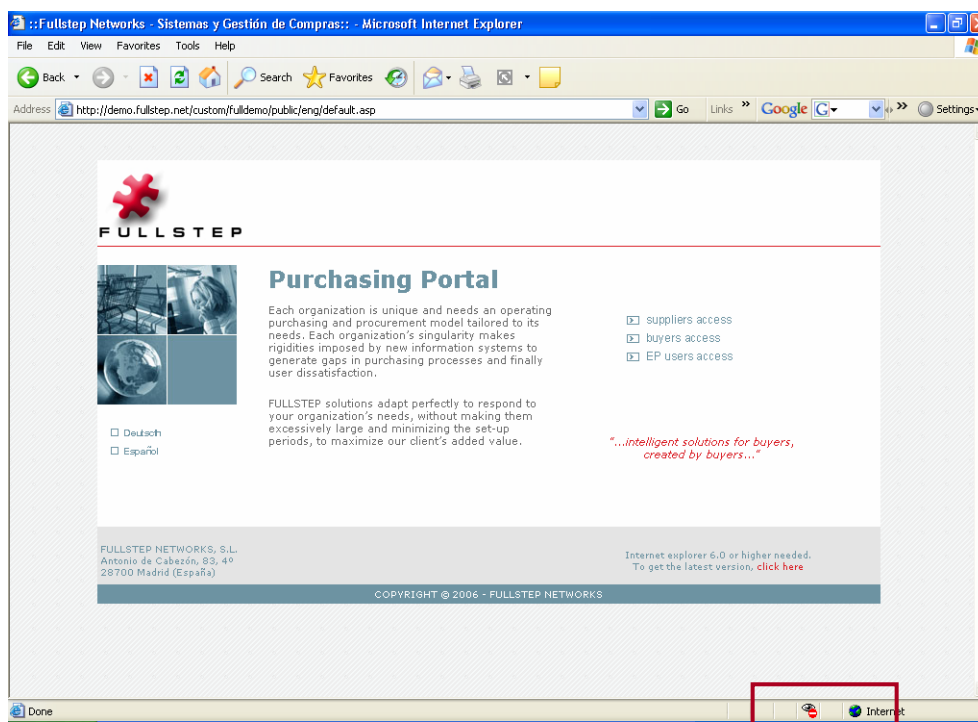 ::Fullstep Networks - Sistemas y Gestión de Compras:: - Microsoft Internet Explorer
File Edit View Favorites Tools Help
Back Search Favorites
Address http://demo.fullstep.net/custom/fulldemo/public/eng/default.asp Go Links » Google G » Settings
FULLSTEP
Purchasing Portal
Each organization is unique and needs an operating
purchasing and procurement model tailored to its
needs. Each organization's singularity makes
rigidities imposed by new information systems to
generate gaps in purchasing processes and finally
user dissatisfaction.
FULLSTEP solutions adapt perfectly to respond to
your organization's needs, without making them
excessively large and minimizing the set-up
periods, to maximize our client's added value.
suppliers access
buyers access
EP users access
"...intelligent solutions for buyers,
created by buyers..."
Deutsch
Español
FULLSTEP NETWORKS, S.L.
Antonio de Cabezón, 83, 4º
28700 Madrid (España)
Internet explorer 6.0 or higher needed.
To get the latest version, click here
COPYRIGHT © 2006 - FULLSTEP NETWORKS
Done Internet